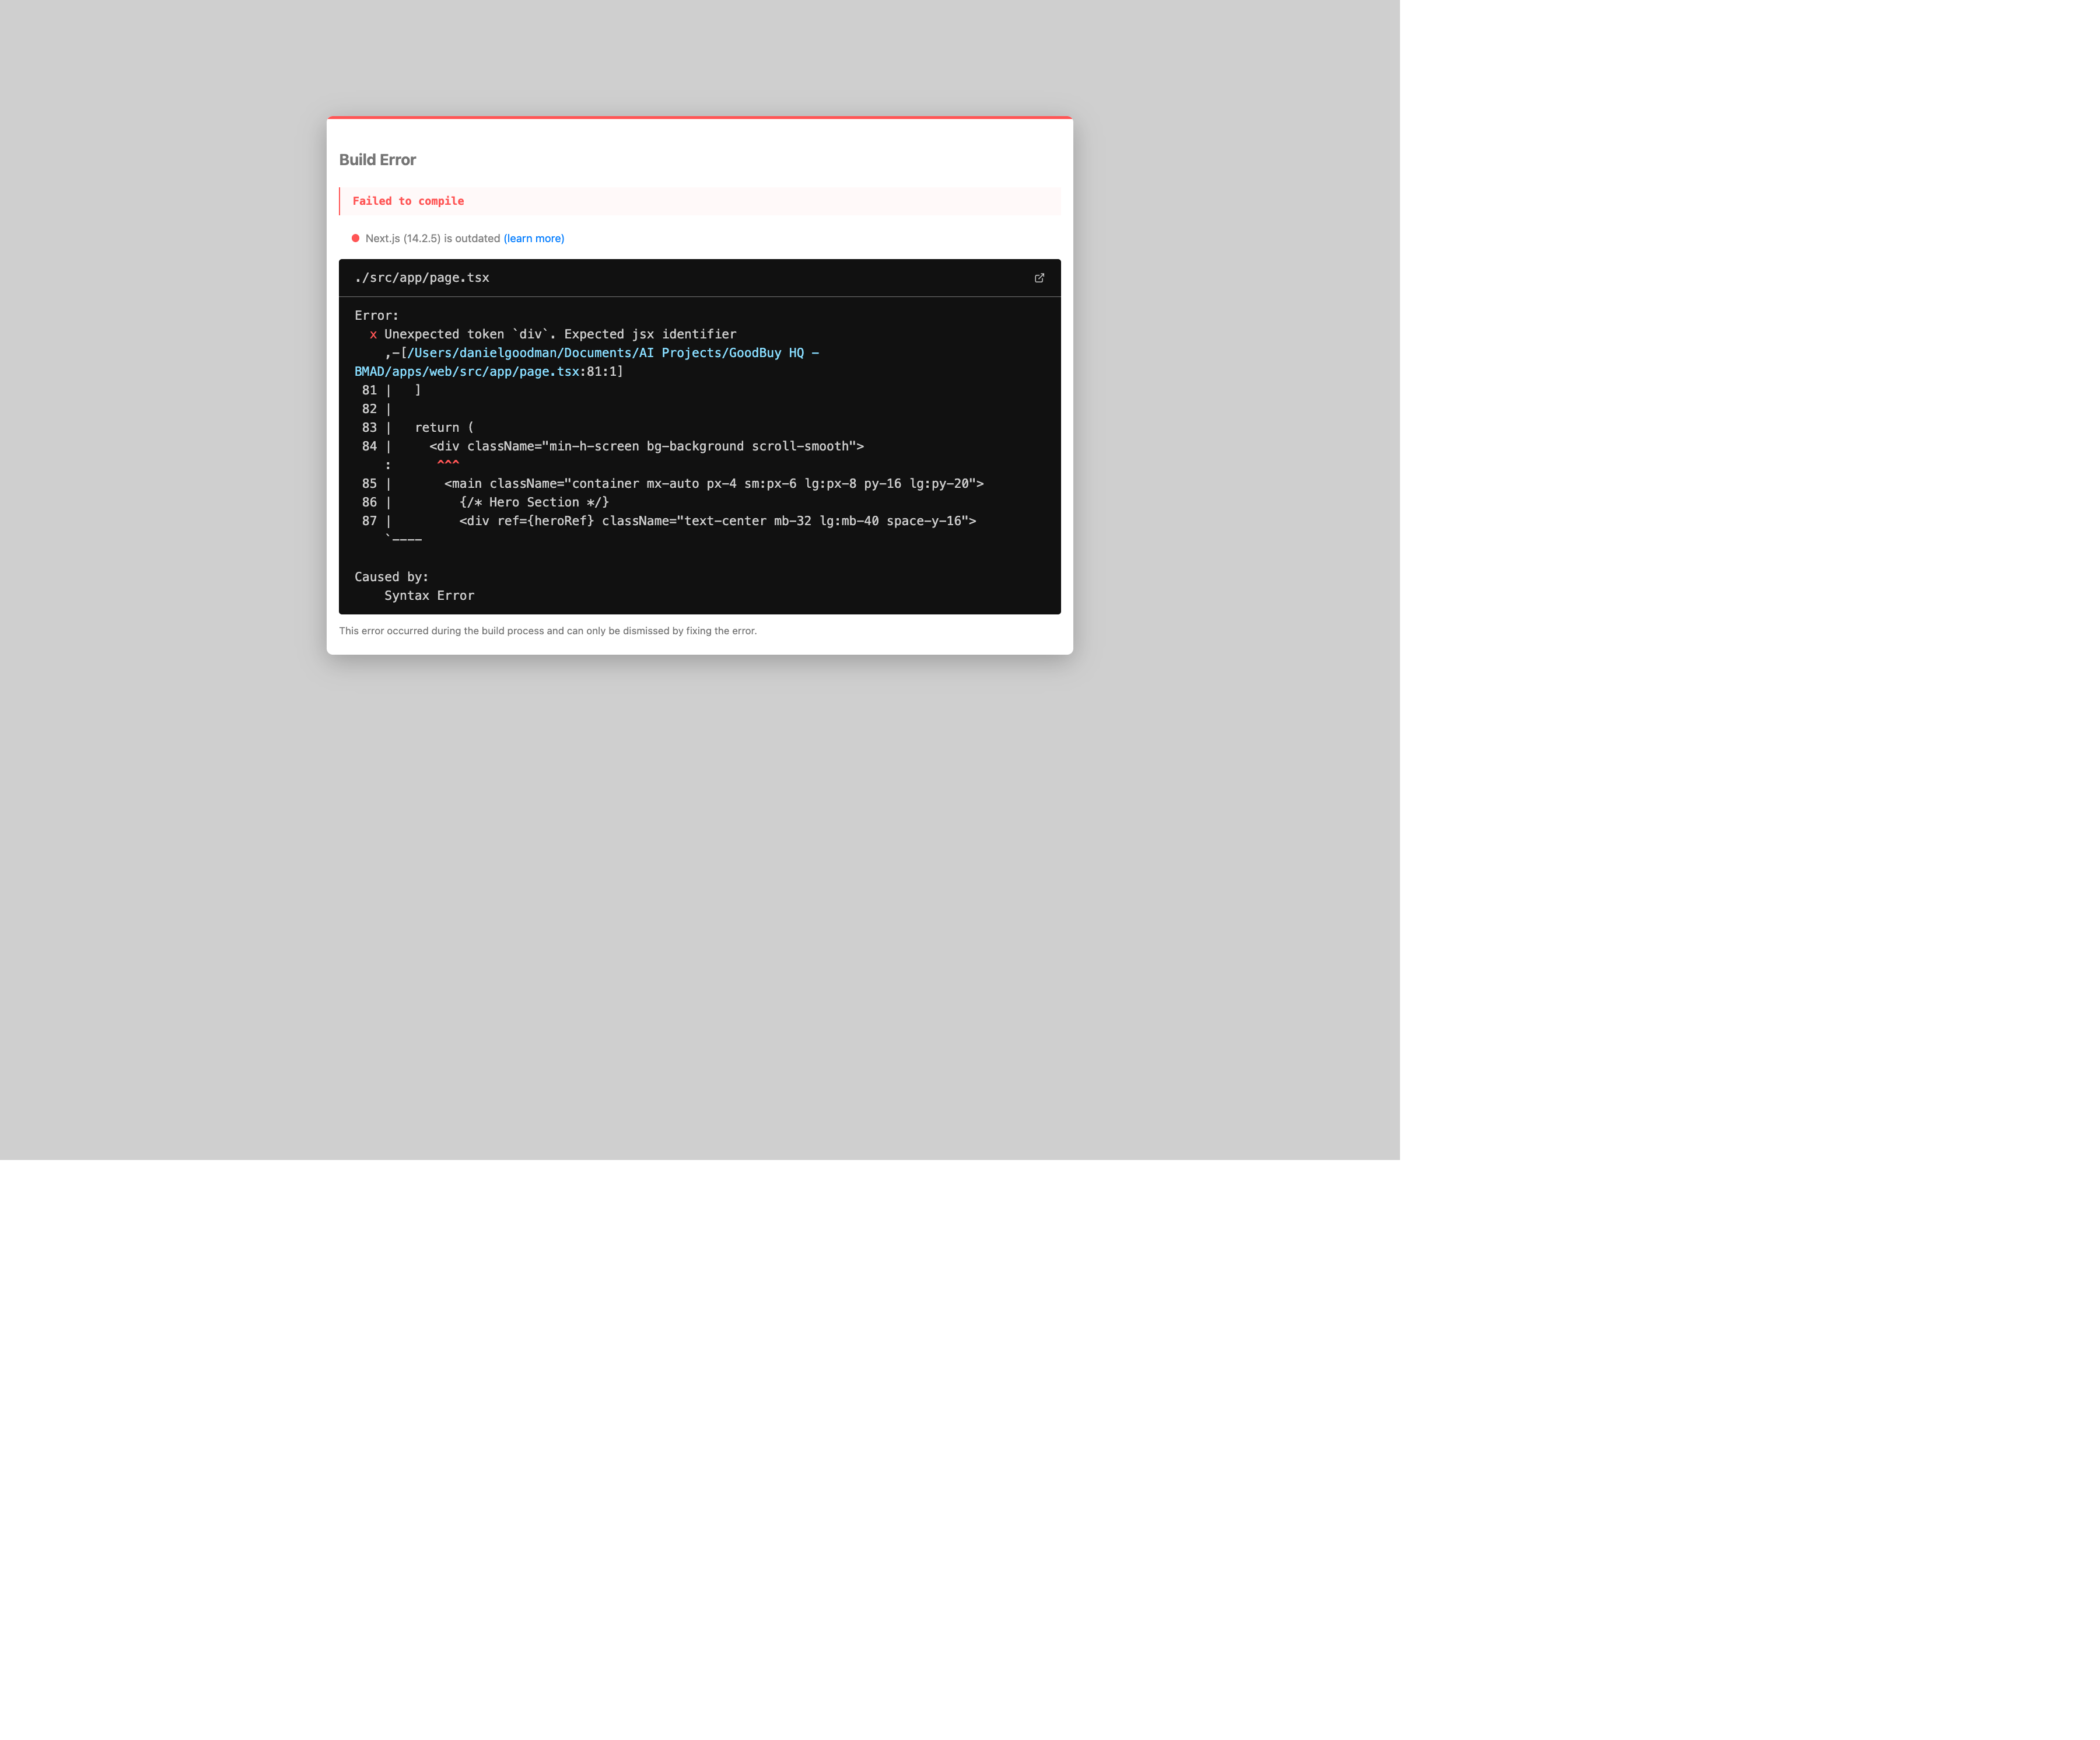 Build Error
Failed to compile
Next.js (14.2.5) is outdated (learn more)
./src/app/page.tsx
Error:
  x Unexpected token `div`. Expected jsx identifier
    ,-[/Users/danielgoodman/Documents/AI Projects/GoodBuy HQ -
BMAD/apps/web/src/app/page.tsx:81:1]
 81 |   ]
 82 |
 83 |   return (
 84 |     <div className="min-h-screen bg-background scroll-smooth">
    :      ^^^
 85 |       <main className="container mx-auto px-4 sm:px-6 lg:px-8 py-16 lg:py-20">
 86 |         {/* Hero Section */}
 87 |         <div ref={heroRef} className="text-center mb-32 lg:mb-40 space-y-16">
    `----
Caused by:
    Syntax Error
This error occurred during the build process and can only be dismissed by fixing the error.